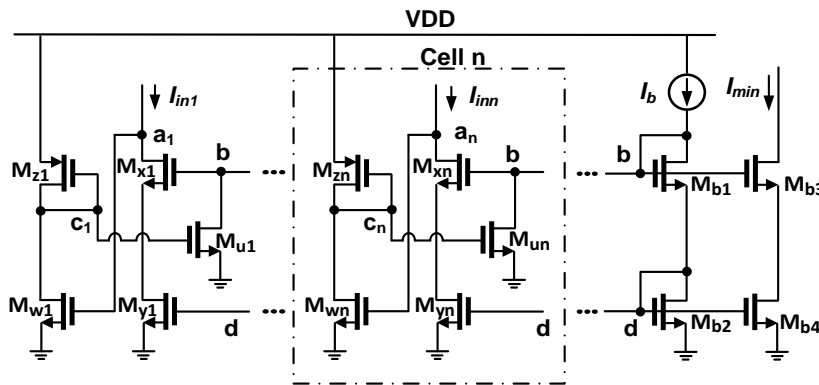 VDD
Cell n
I_in1
I_inn
I_b
I_min
a_1
a_n
M_z1
M_x1
b
M_zn
M_xn
b
b
M_b1
M_b3
c_1
M_u1
c_n
M_un
M_w1
M_y1
d
M_wn
M_yn
d
d
M_b2
M_b4